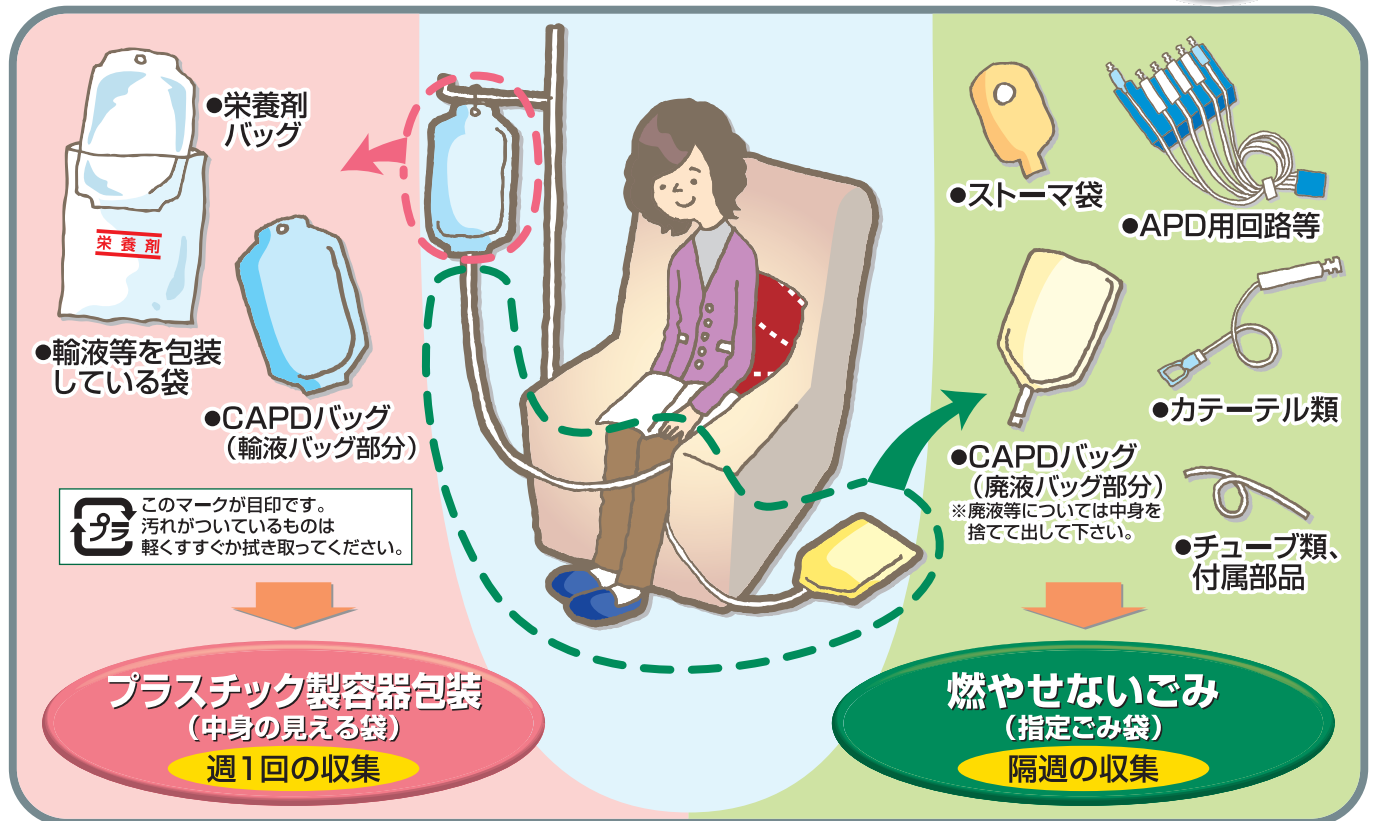 ●栄養剤
バッグ
栄養剤
●輸液等を包装
している袋
●CAPDバッグ
(輸液バッグ部分)
プラ
このマークが目印です。
汚れがついているものは
軽くすすぐか拭き取ってください。
プラスチック製容器包装
(中身の見える袋)
週1回の収集
●ストーマ袋
●APD用回路等
●カテーテル類
●CAPDバッグ
(廃液バッグ部分)
※廃液等については中身を
捨てて出して下さい。
●チューブ類、
付属部品
燃やせないごみ
(指定ごみ袋)
隔週の収集